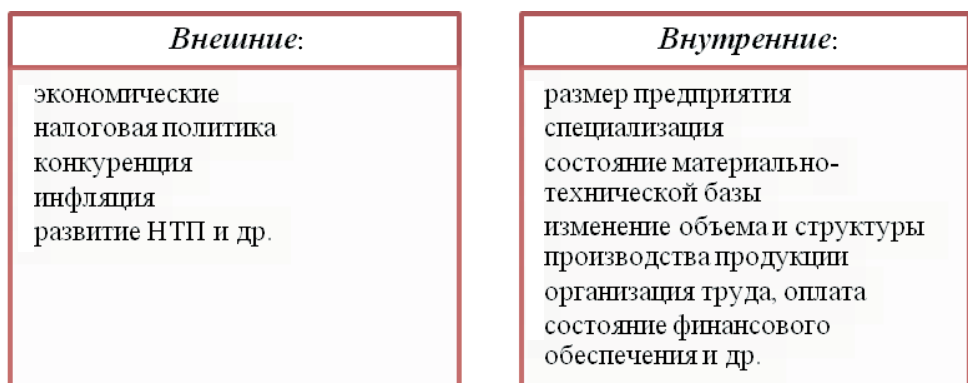 Внешние:
экономические
налоговая политика
конкуренция
инфляция
развитие НТП и др.
Внутренние:
размер предприятия
специализация
состояние материально-
технической базы
изменение объема и структуры
производства продукции
организация труда, оплата
состояние финансового
обеспечения и др.